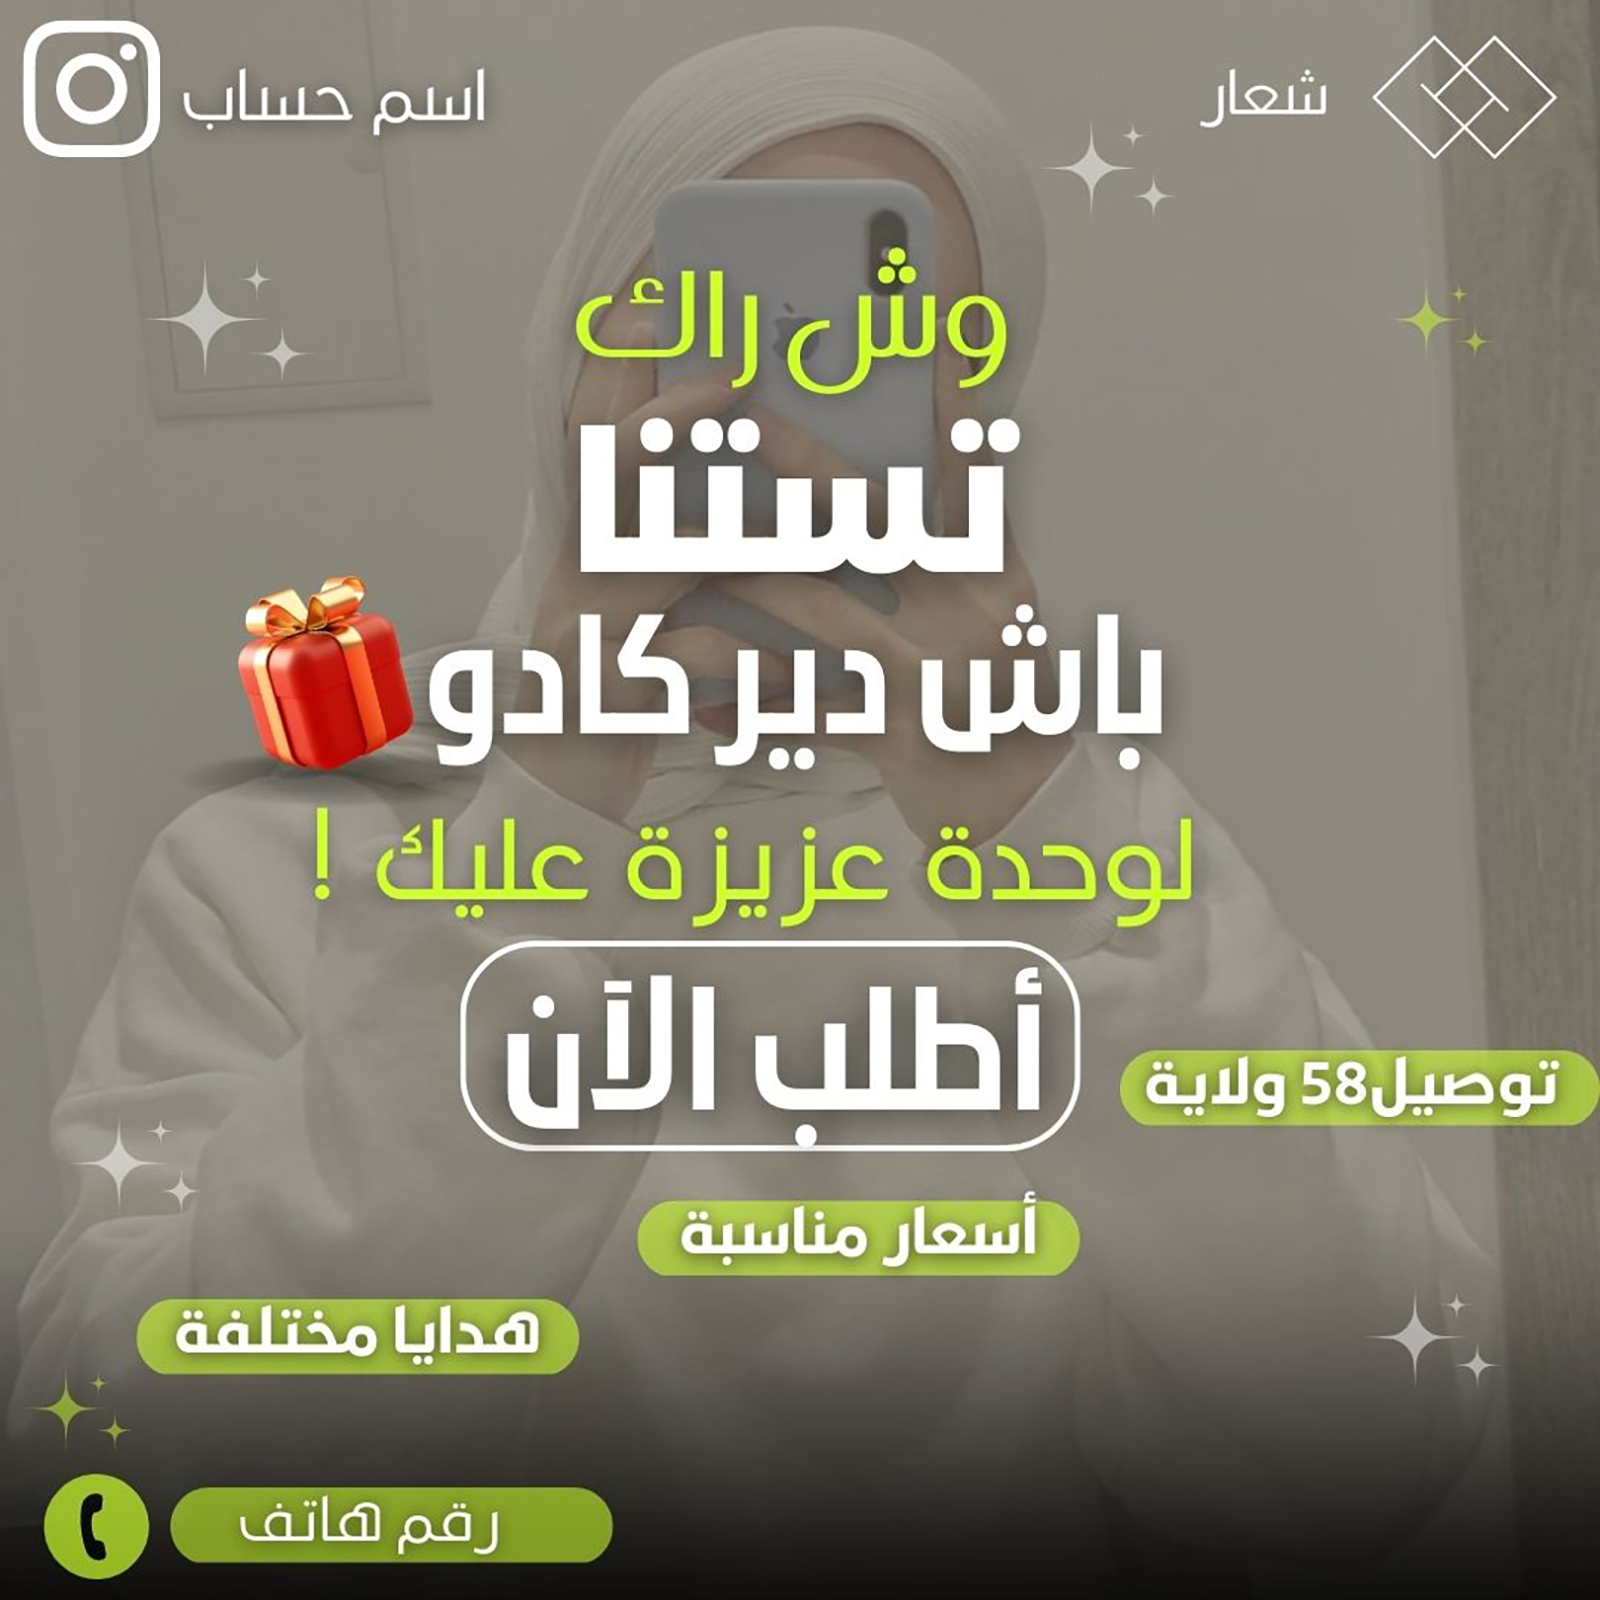 شعار
اسم حساب
وش راك
تستنا
باش دير كادو
لوحدة عزيزة عليك !
أطلب الآن
توصيل58 ولاية
أسعار مناسبة
هدايا مختلفة
رقم هاتف